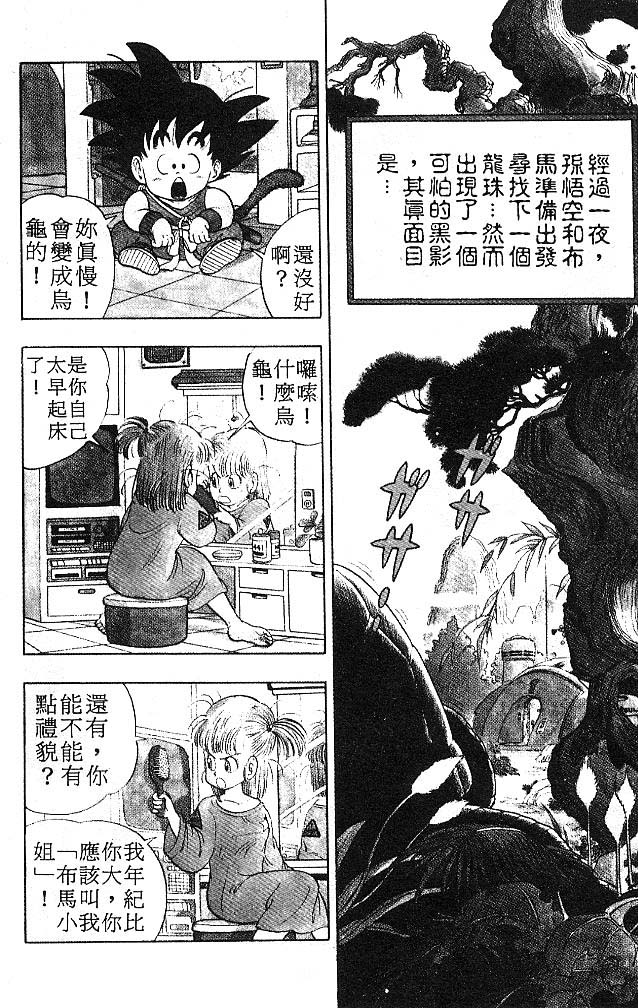 經過一夜，
孫悟空和布
馬準備出發
尋找下一個
龍珠…然而
出現了一個
可怕的黑影
，其眞面目
是…
ガサ
ガサ
還沒好
啊？
妳眞慢！
會變成烏
龜的！
囉嗦！
什麼烏
龜！
是你自己
太早起床
了！
還有，你
能不能有
點禮貌？
我年紀比
你大，你
應該叫我
「布馬小
姐」！